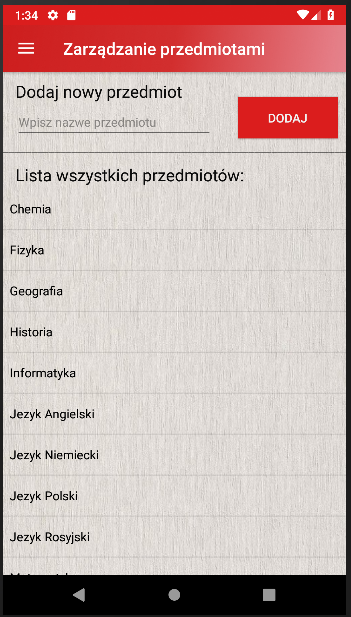 1:34
Zarządzanie przedmiotami
Dodaj nowy przedmiot
Wpisz nazwe przedmiotu
DODAJ
Lista wszystkich przedmiotów:
Chemia
Fizyka
Geografia
Historia
Informatyka
Jezyk Angielski
Jezyk Niemiecki
Jezyk Polski
Jezyk Rosyjski